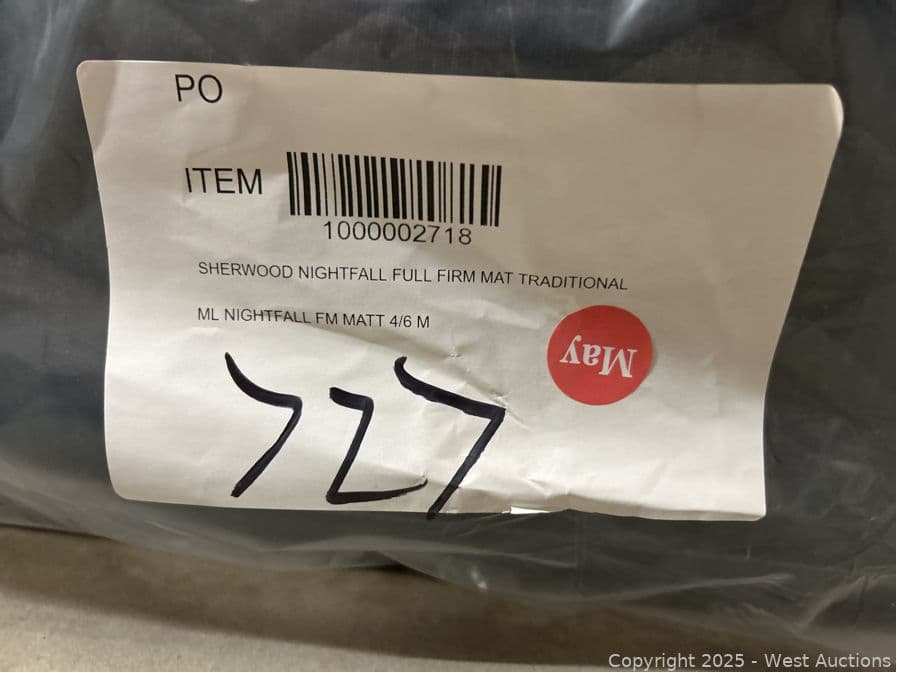 PO
ITEM
1000002718
SHERWOOD NIGHTFALL FULL FIRM MAT TRADITIONAL
ML NIGHTFALL FM MATT 4/6 M
May
727
Copyright 2025 - West Auctions